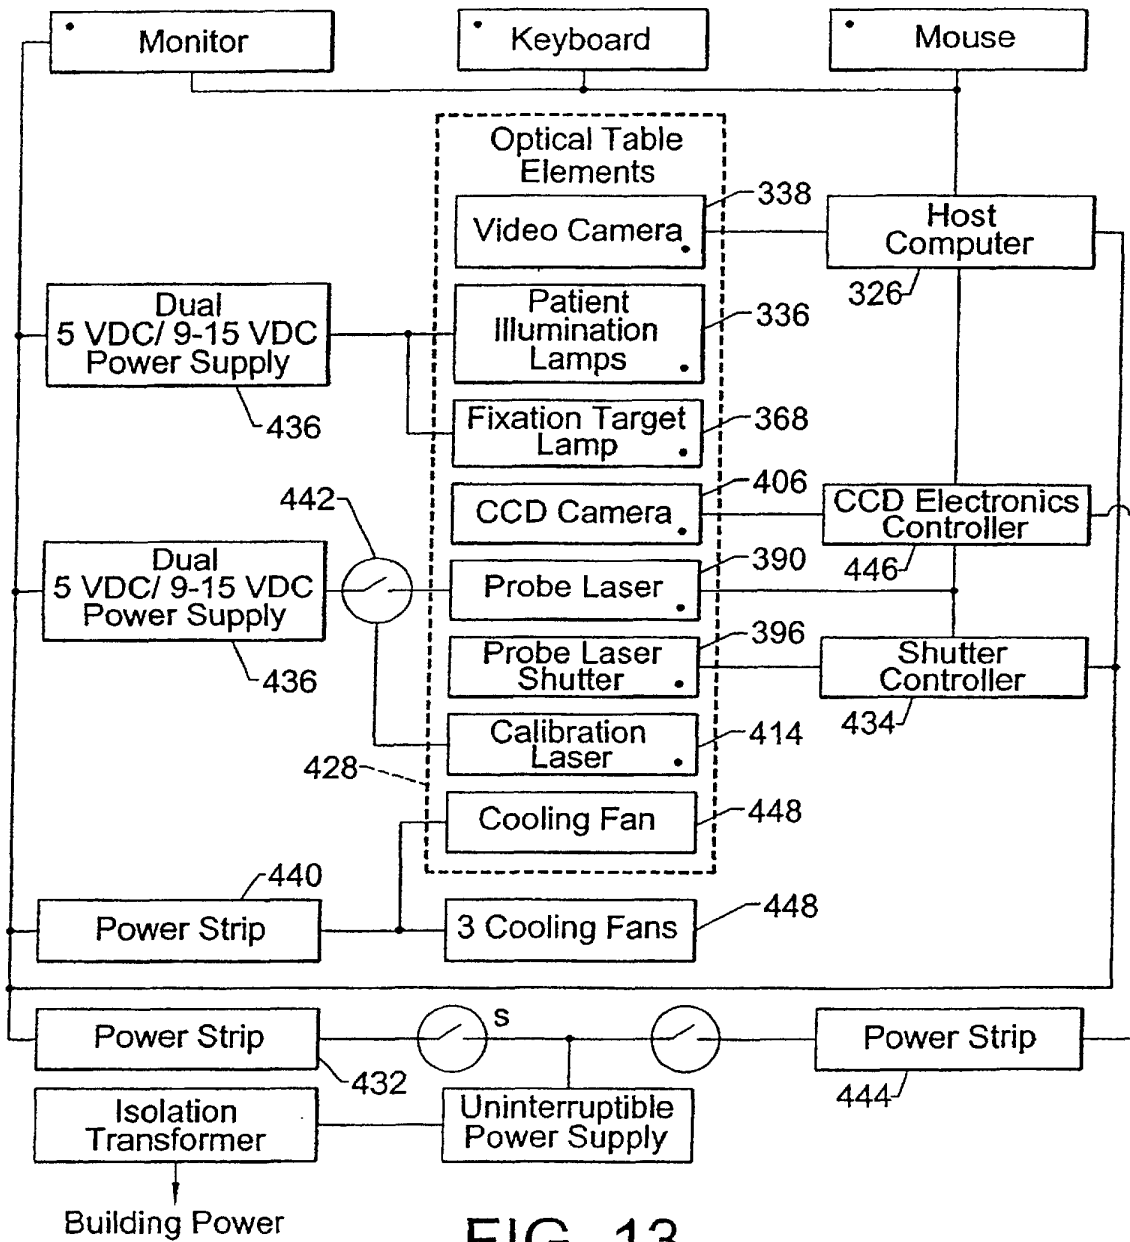 Monitor
Keyboard
Mouse
Optical Table
Elements
Video Camera
338
Host
Computer
326
Dual
5 VDC/ 9-15 VDC
Power Supply
436
Patient
Illumination
Lamps
336
Fixation Target
Lamp
368
442
CCD Camera
406
CCD Electronics
Controller
446
Dual
5 VDC/ 9-15 VDC
Power Supply
436
Probe Laser
390
Probe Laser
Shutter
396
Shutter
Controller
434
Calibration
Laser
414
428
Cooling Fan
448
440
Power Strip
3 Cooling Fans
448
Power Strip
432
s
Power Strip
444
Isolation
Transformer
Uninterruptible
Power Supply
Building Power
FIG. 13